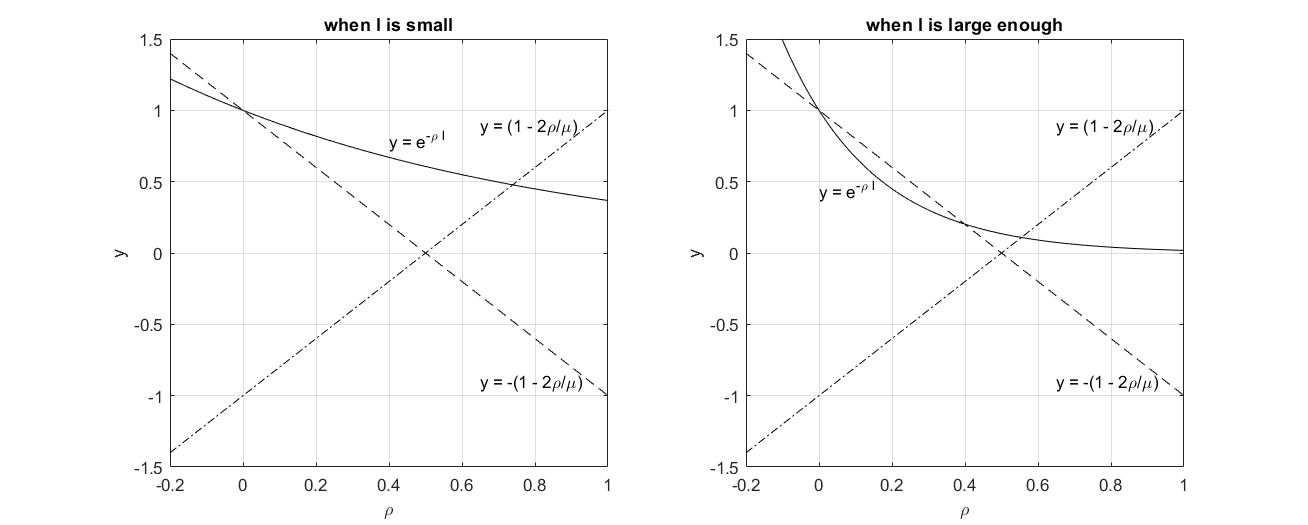 when l is small
1.5
1
0.5
0
-0.5
-1
-1.5
y
-0.2
0
0.2
0.4
0.6
0.8
1
ρ
y = e^{-ρ l}
y = (1 - 2ρ/μ)
y = -(1 - 2ρ/μ)
when l is large enough
1.5
1
0.5
0
-0.5
-1
-1.5
y
-0.2
0
0.2
0.4
0.6
0.8
1
ρ
y = e^{-ρ l}
y = (1 - 2ρ/μ)
y = -(1 - 2ρ/μ)